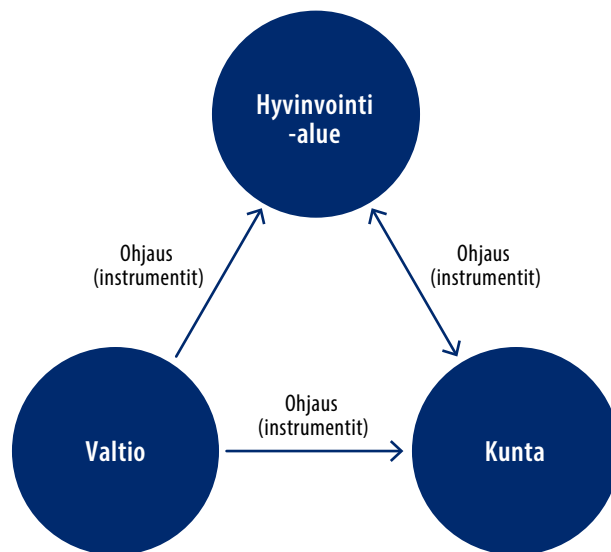 Hyvinvointi
-alue
Ohjaus
(instrumentit)
Ohjaus
(instrumentit)
Ohjaus
(instrumentit)
Valtio
Kunta